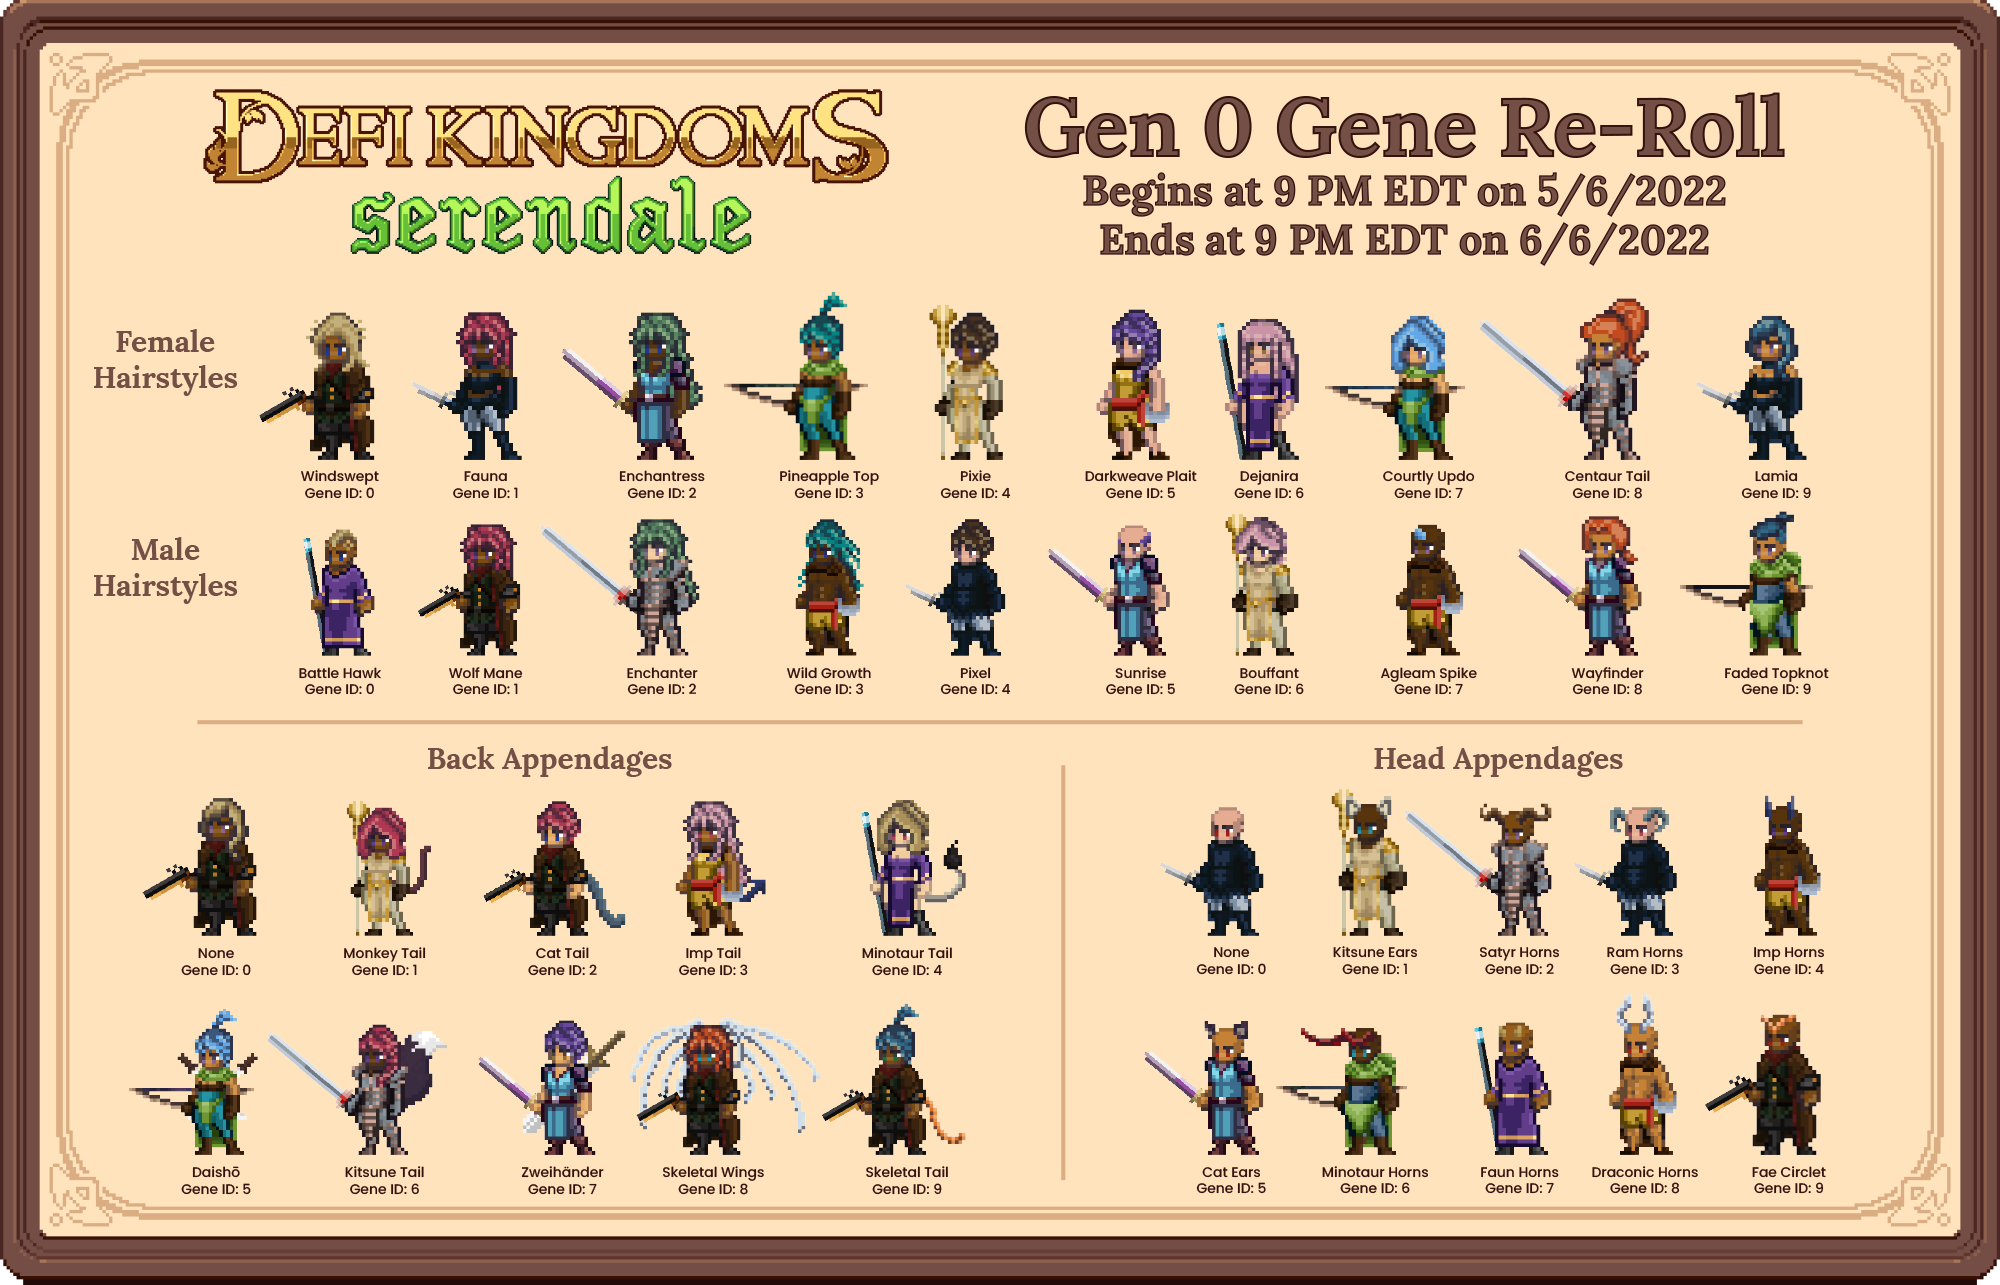 DEFI KINGDOMS
serendale
Gen 0 Gene Re-Roll
Begins at 9 PM EDT on 5/6/2022
Ends at 9 PM EDT on 6/6/2022
Female
Hairstyles
Windswept
Gene ID: 0
Fauna
Gene ID: 1
Enchantress
Gene ID: 2
Pineapple Top
Gene ID: 3
Pixie
Gene ID: 4
Darkweave Plait
Gene ID: 5
Dejanira
Gene ID: 6
Courtly Updo
Gene ID: 7
Centaur Tail
Gene ID: 8
Lamia
Gene ID: 9
Male
Hairstyles
Battle Hawk
Gene ID: 0
Wolf Mane
Gene ID: 1
Enchanter
Gene ID: 2
Wild Growth
Gene ID: 3
Pixel
Gene ID: 4
Sunrise
Gene ID: 5
Bouffant
Gene ID: 6
Agleam Spike
Gene ID: 7
Wayfinder
Gene ID: 8
Faded Topknot
Gene ID: 9
Back Appendages
None
Gene ID: 0
Monkey Tail
Gene ID: 1
Cat Tail
Gene ID: 2
Imp Tail
Gene ID: 3
Minotaur Tail
Gene ID: 4
Daishō
Gene ID: 5
Kitsune Tail
Gene ID: 6
Zweihänder
Gene ID: 7
Skeletal Wings
Gene ID: 8
Skeletal Tail
Gene ID: 9
Head Appendages
None
Gene ID: 0
Kitsune Ears
Gene ID: 1
Satyr Horns
Gene ID: 2
Ram Horns
Gene ID: 3
Imp Horns
Gene ID: 4
Cat Ears
Gene ID: 5
Minotaur Horns
Gene ID: 6
Faun Horns
Gene ID: 7
Draconic Horns
Gene ID: 8
Fae Circlet
Gene ID: 9